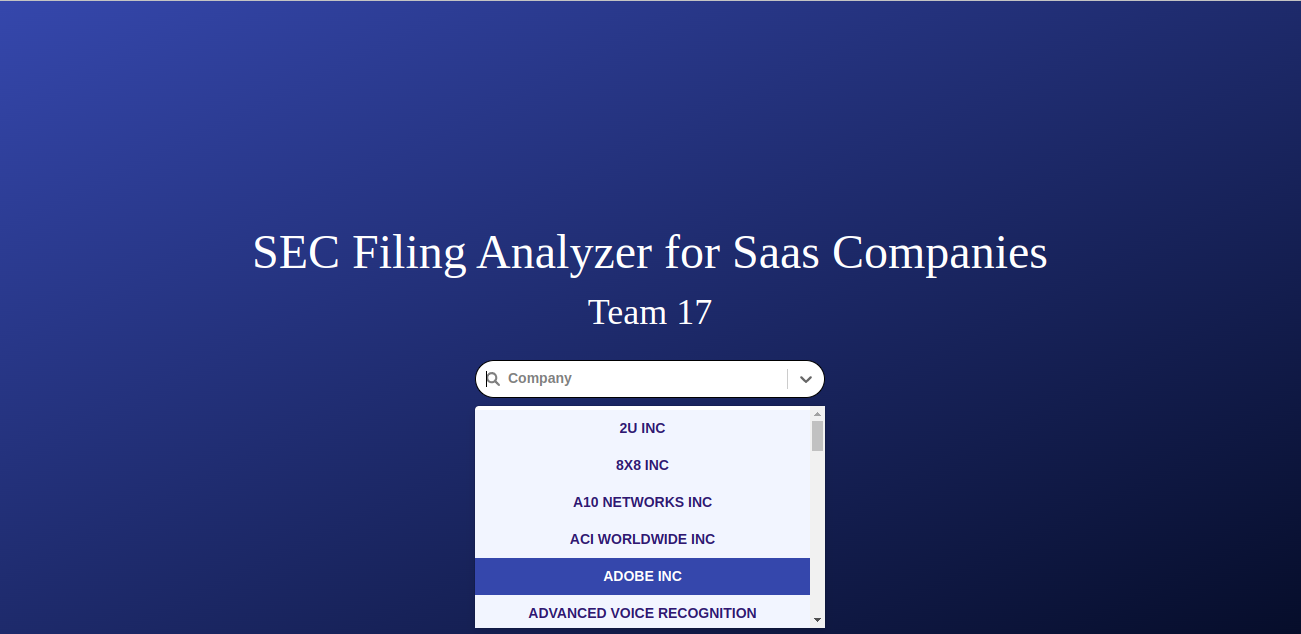 SEC Filing Analyzer for Saas Companies
Team 17
Company
2U INC
8X8 INC
A10 NETWORKS INC
ACI WORLDWIDE INC
ADOBE INC
ADVANCED VOICE RECOGNITION